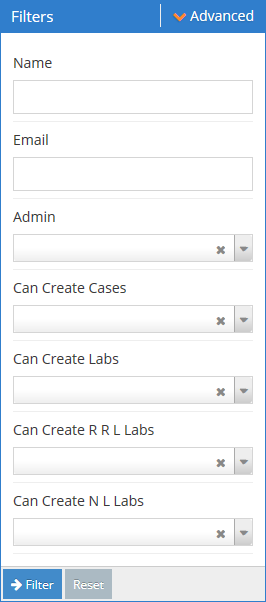 Filters Advanced
Name
Email
Admin
Can Create Cases
Can Create Labs
Can Create R R L Labs
Can Create N L Labs
Filter Reset